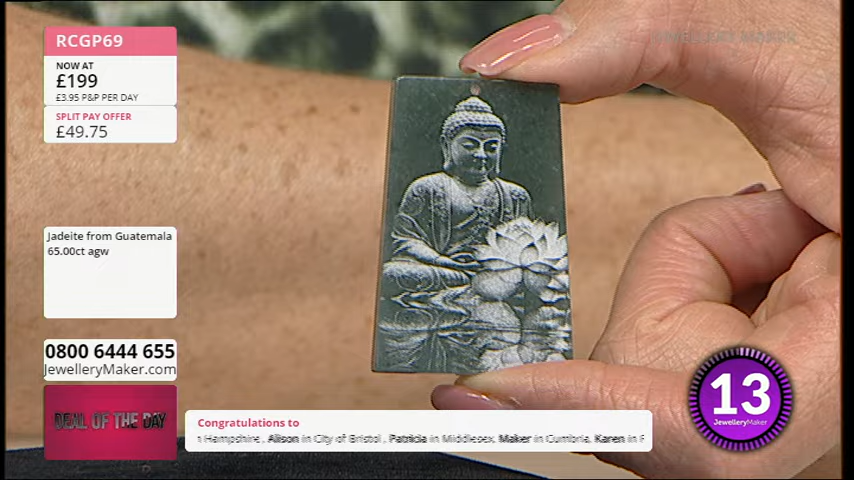 RCGP69
NOW AT
£199
£3.95 P&P PER DAY
SPLIT PAY OFFER
£49.75
JEWELLERY MAKER
Jadeite from Guatemala
65.00ct agw
0800 6444 655
JewelleryMaker.com
DEAL OF THE DAY
13
JewelleryMaker
Congratulations to
Hampshire, Alison in City of Bristol, Patricia in Middlesex, Maker in Cumbria, Karen in